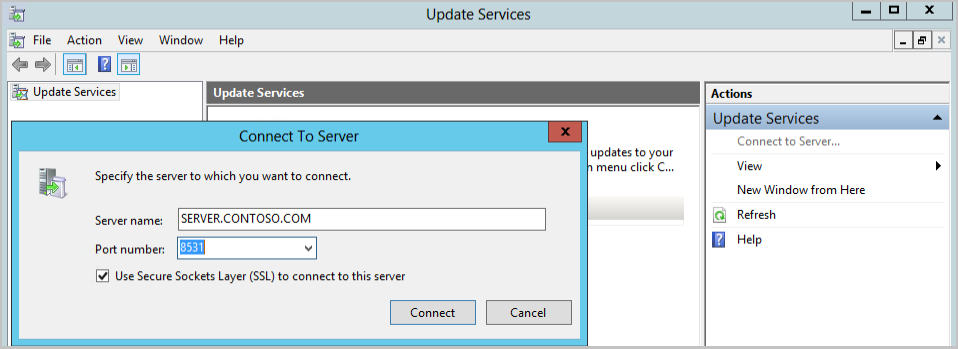 Update Services
File Action View Window Help
Update Services
Update Services
Actions
Update Services
Connect to Server...
View
New Window from Here
Refresh
Help
updates to your
n menu click C...
Connect To Server
x
Specify the server to which you want to connect.
Server name: SERVER.CONTOSO.COM
Port number: 8531
Use Secure Sockets Layer (SSL) to connect to this server
Connect Cancel